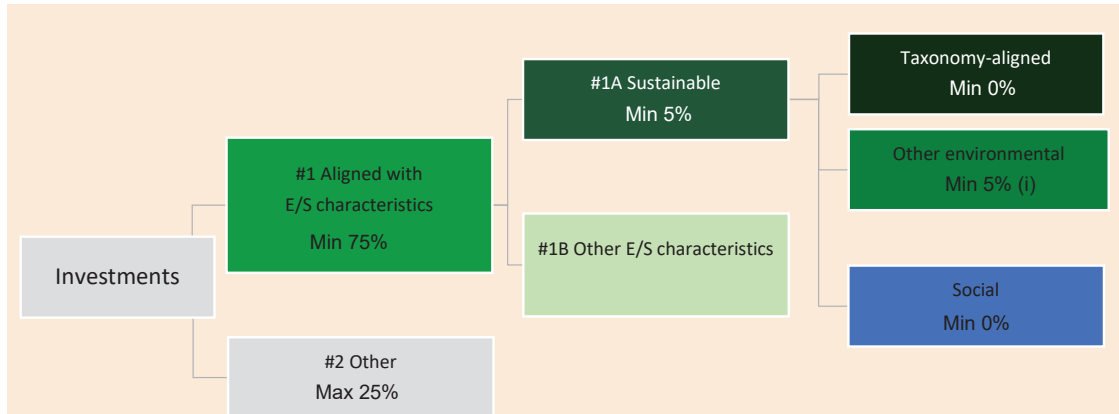 Investments
#1 Aligned with
E/S characteristics
Min 75%
#2 Other
Max 25%
#1A Sustainable
Min 5%
#1B Other E/S characteristics
Taxonomy-aligned
Min 0%
Other environmental
Min 5% (i)
Social
Min 0%